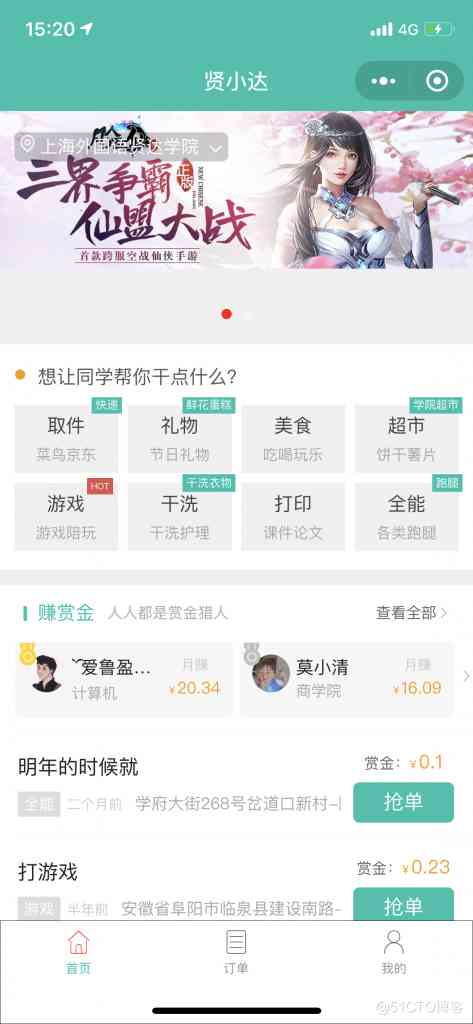 15:20
4G
贤小达
上海外国语贤达学院
三界争霸
正版
NEW CHINESE
仙盟大战
首款跨服空战仙侠手游
想让同学帮你干点什么?
快速
取件
菜鸟京东
鲜花蛋糕
礼物
节日礼物
美食
吃喝玩乐
学院超市
超市
饼干薯片
HOT
游戏
游戏陪玩
干洗衣物
干洗
干洗护理
打印
课件论文
跑腿
全能
各类跑腿
赚赏金
人人都是赏金猎人
查看全部
爱鲁盈...
计算机
月赚
¥20.34
莫小清
商学院
月赚
¥16.09
明年的时候就
赏金: ¥0.1
全能 二个月前 学府大街268号岔道口新村-
抢单
打游戏
赏金: ¥0.23
游戏 半年前 安徽省阜阳市临泉县建设南路-
抢单
首页
订单
我的
@51CTO博客